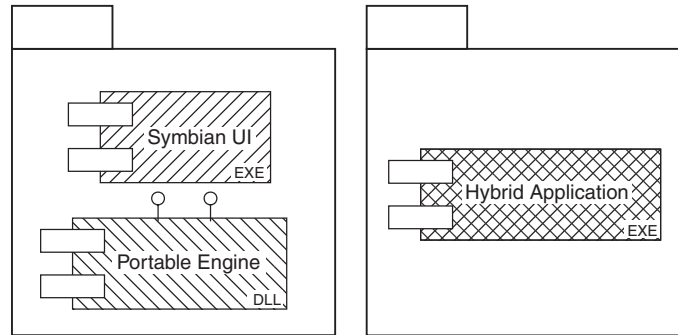 Symbian UI
EXE
Portable Engine
DLL
Hybrid Application
EXE